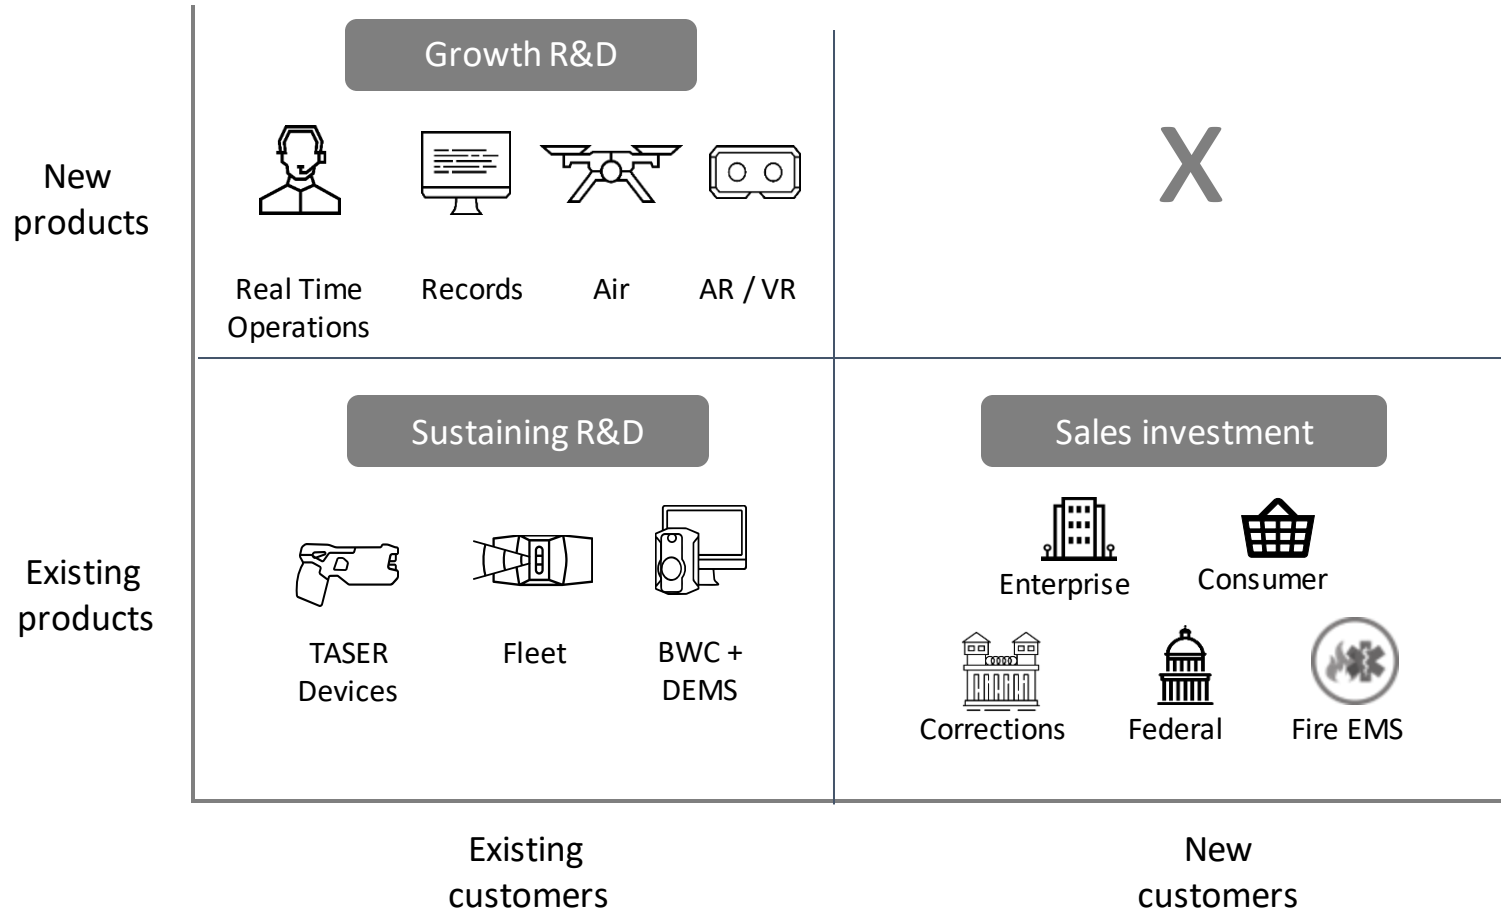 Growth R&D
X
New
products
Real Time
Operations
Records
Air
AR / VR
Sustaining R&D
Sales investment
Existing
products
Enterprise
Consumer
TASER
Devices
Fleet
BWC +
DEMS
Corrections
Federal
Fire EMS
Existing
customers
New
customers